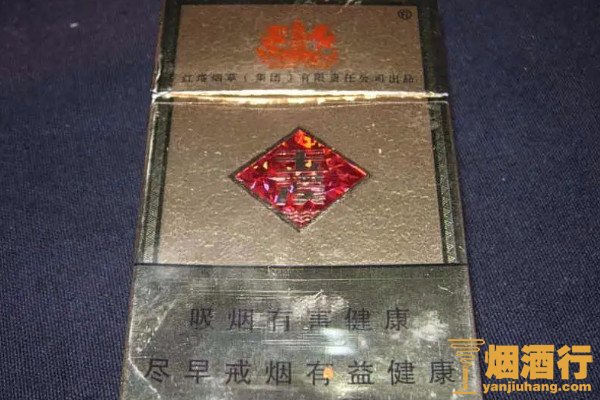 红塔烟草（集团）有限责任公司出品
吸烟有害健康
尽早戒烟有益健康
烟酒行
yanjiuhang.com